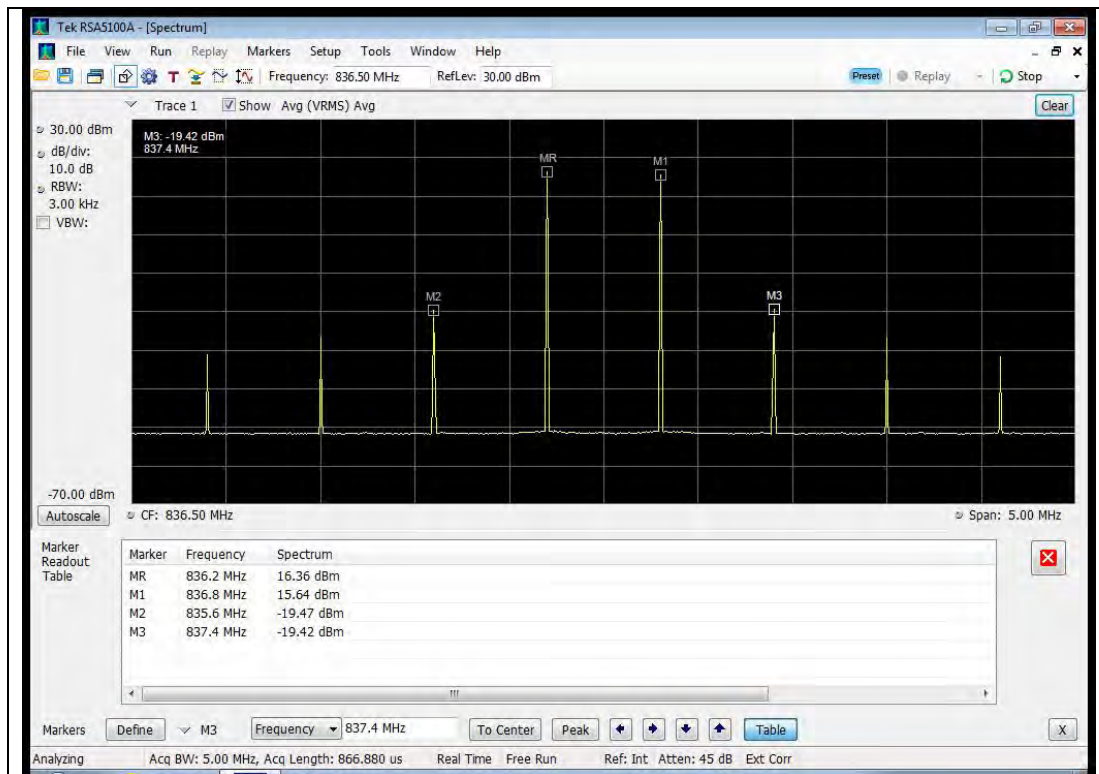 Tek RSA5100A - [Spectrum]
File View Run Replay Markers Setup Tools Window Help
T Frequency: 836.50 MHz RefLev: 30.00 dBm Preset Replay Stop
Trace 1 Show Avg (VRMS) Avg Clear
30.00 dBm
dB/div:
10.0 dB
RBW:
3.00 kHz
VBW:
M3: -19.42 dBm
837.4 MHz
MR
M1
M2
M3
-70.00 dBm
Autoscale CF: 836.50 MHz Span: 5.00 MHz
Marker
Readout
Table
Marker Frequency Spectrum
MR 836.2 MHz 16.36 dBm
M1 836.8 MHz 15.64 dBm
M2 835.6 MHz -19.47 dBm
M3 837.4 MHz -19.42 dBm
Markers Define M3 Frequency 837.4 MHz To Center Peak Table X
Analyzing Acq BW: 5.00 MHz, Acq Length: 866.880 us Real Time Free Run Ref: Int Atten: 45 dB Ext Corr